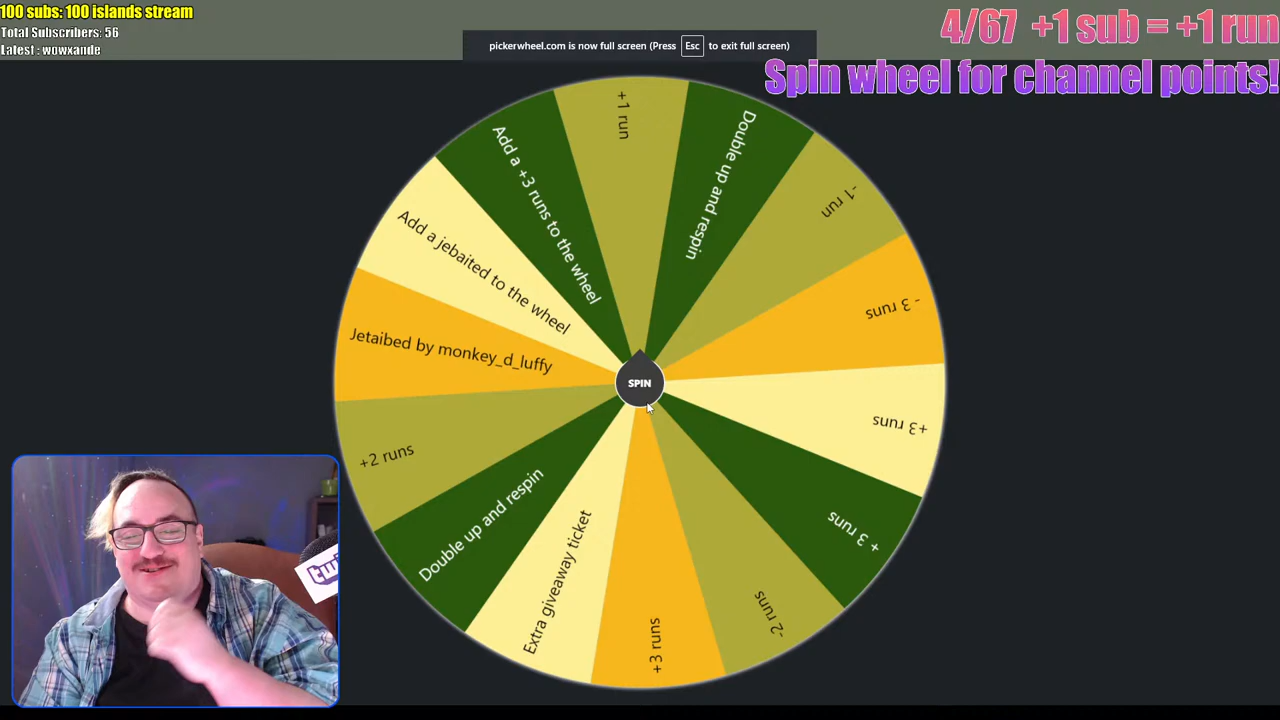 100 subs: 100 islands stream
Total Subscribers: 56
Latest : wowxande
pickerwheel.com is now full screen (Press Esc to exit full screen)
4/67 +1 sub = +1 run
Spin wheel for channel points!
+1 run
Double up and respin
-1 run
- 3 runs
+3 runs
+ 3 runs
-2 runs
+3 runs
Extra giveaway ticket
Double up and respin
+2 runs
Jetaibed by monkey_d_luffy
Add a jebaited to the wheel
Add a +3 runs to the wheel
SPIN